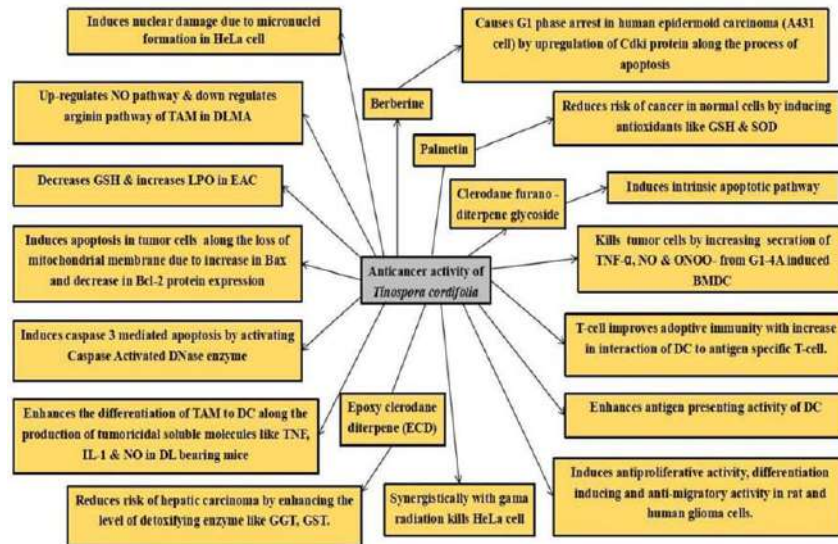 Induces nuclear damage due to micronuclei
formation in HeLa cell
Causes G1 phase arrest in human epidermoid carcinoma (A431
cell) by upregulation of Cdki protein along the process of
apoptosis
Berberine
Up-regulates NO pathway & down regulates
arginin pathway of TAM in DLMA
Reduces risk of cancer in normal cells by inducing
antioxidants like GSH & SOD
Palmetin
Decreases GSH & increases LPO in EAC
Clerodane furano -
diterpene glycoside
Induces intrinsic apoptotic pathway
Induces apoptosis in tumor cells along the loss of
mitochondrial membrane due to increase in Bax
and decrease in Bcl-2 protein expression
Anticancer activity of
Tinospora cordifolia
Kills tumor cells by increasing secration of
TNF-α, NO & ONOO- from G1-4A induced
BMDC
Induces caspase 3 mediated apoptosis by activating
Caspase Activated DNase enzyme
T-cell improves adoptive immunity with increase
in interaction of DC to antigen specific T-cell.
Enhances the differentiation of TAM to DC along the
production of tumoricidal soluble molecules like TNF,
IL-1 & NO in DL bearing mice
Epoxy clerodane
diterpene (ECD)
Enhances antigen presenting activity of DC
Reduces risk of hepatic carcinoma by enhancing the
level of detoxifying enzyme like GGT, GST.
Synergistically with gama
radiation kills HeLa cell
Induces antiproliferative activity, differentiation
inducing and anti-migratory activity in rat and
human glioma cells.